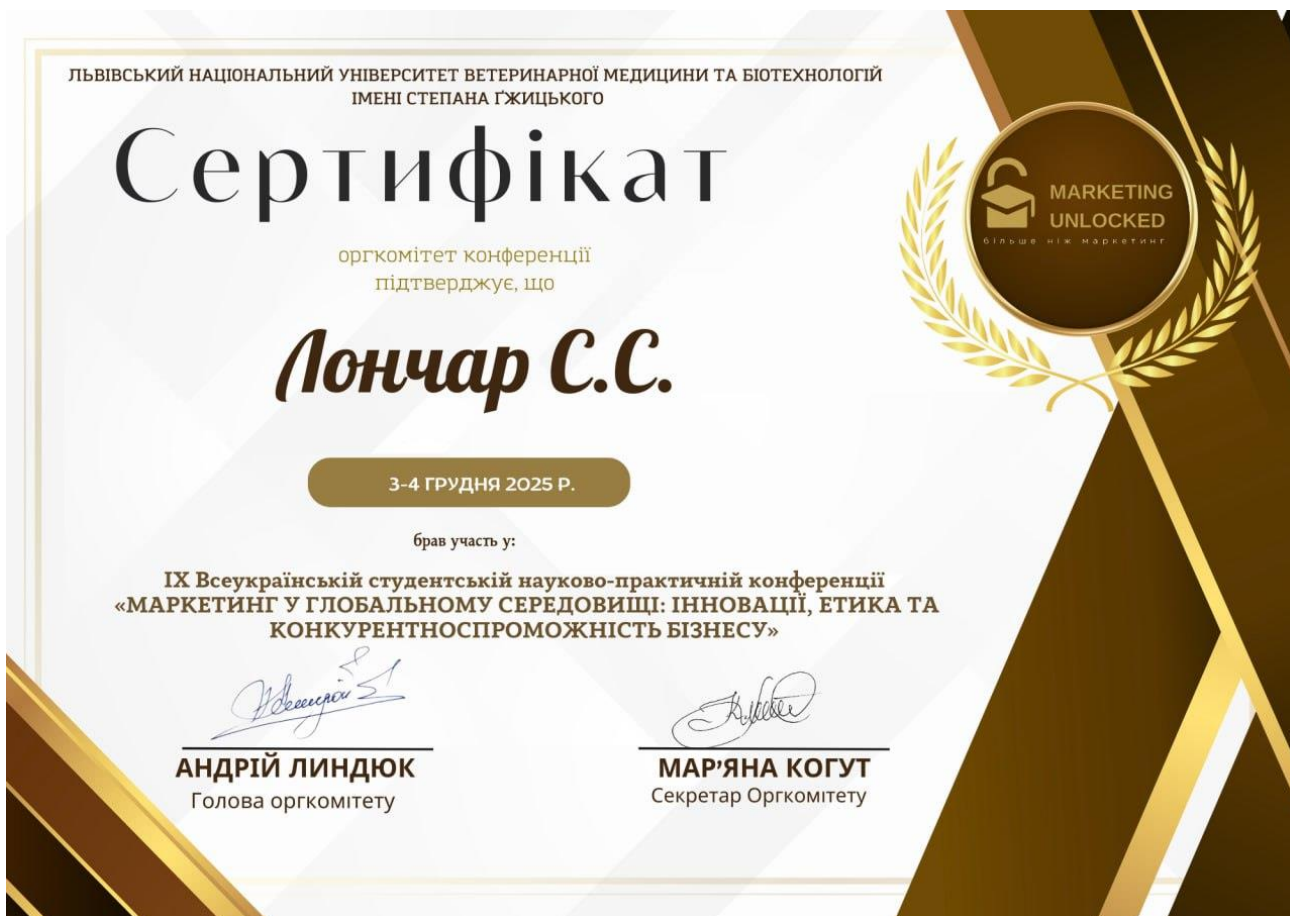 ЛЬВІВСЬКИЙ НАЦІОНАЛЬНИЙ УНІВЕРСИТЕТ ВЕТЕРИНАРНОЇ МЕДИЦИНИ ТА БІОТЕХНОЛОГІЙ
ІМЕНІ СТЕПАНА ҐЖИЦЬКОГО
Сертифікат
MARKETING
UNLOCKED
більше ніж маркетинг
оргкомітет конференції
підтверджує, що
Лончар С.С.
3-4 ГРУДНЯ 2025 Р.
брав участь у:
ІХ Всеукраїнській студентській науково-практичній конференції
«МАРКЕТИНГ У ГЛОБАЛЬНОМУ СЕРЕДОВИЩІ: ІННОВАЦІЇ, ЕТИКА ТА
КОНКУРЕНТНОСПРОМОЖНІСТЬ БІЗНЕСУ»
АНДРІЙ ЛИНДЮК
Голова оргкомітету
МАР’ЯНА КОГУТ
Секретар Оргкомітету